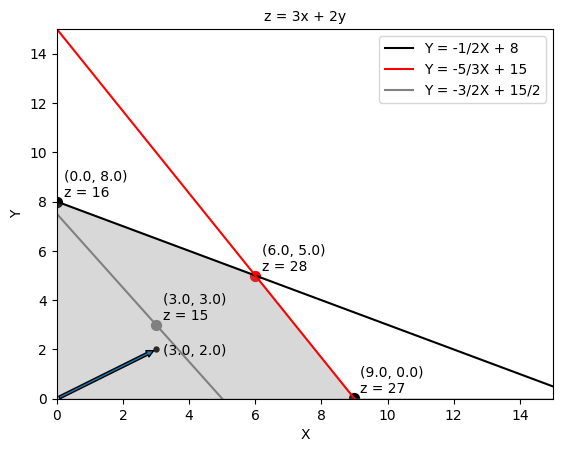 z = 3x + 2y
Y = -1/2X + 8
Y = -5/3X + 15
Y = -3/2X + 15/2
14
12
10
8
6
4
2
0
Y
(0.0, 8.0)
z = 16
(6.0, 5.0)
z = 28
(3.0, 3.0)
z = 15
(3.0, 2.0)
(9.0, 0.0)
z = 27
0 2 4 6 8 10 12 14
X